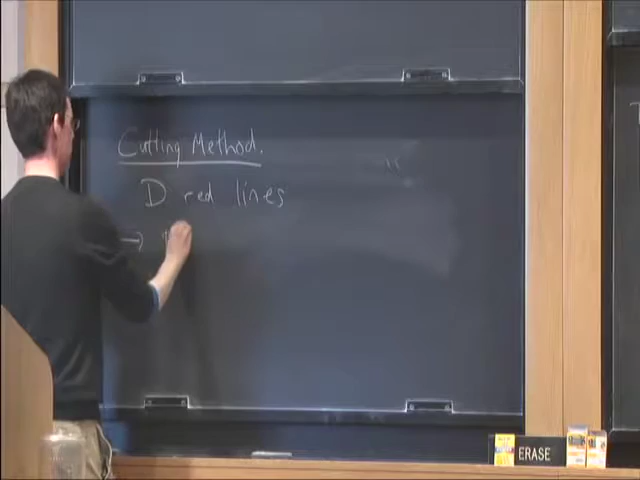 Cutting Method.
D red lines
→
ERASE